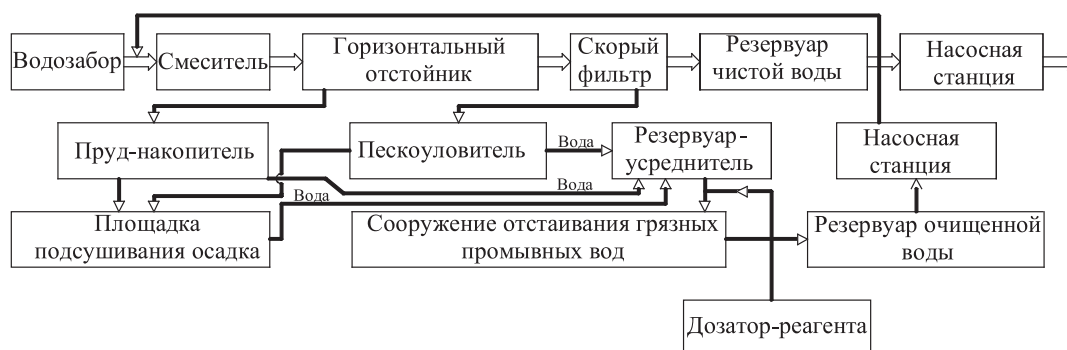 Водозабор
Смеситель
Горизонтальный
отстойник
Скорый
фильтр
Резервуар
чистой воды
Насосная
станция
Пруд-накопитель
Пескоуловитель
Вода
Резервуар-
усреднитель
Насосная
станция
Вода
Вода
Площадка
подсушивания осадка
Сооружение отстаивания грязных
промывных вод
Резервуар очищенной
воды
Дозатор-реагента